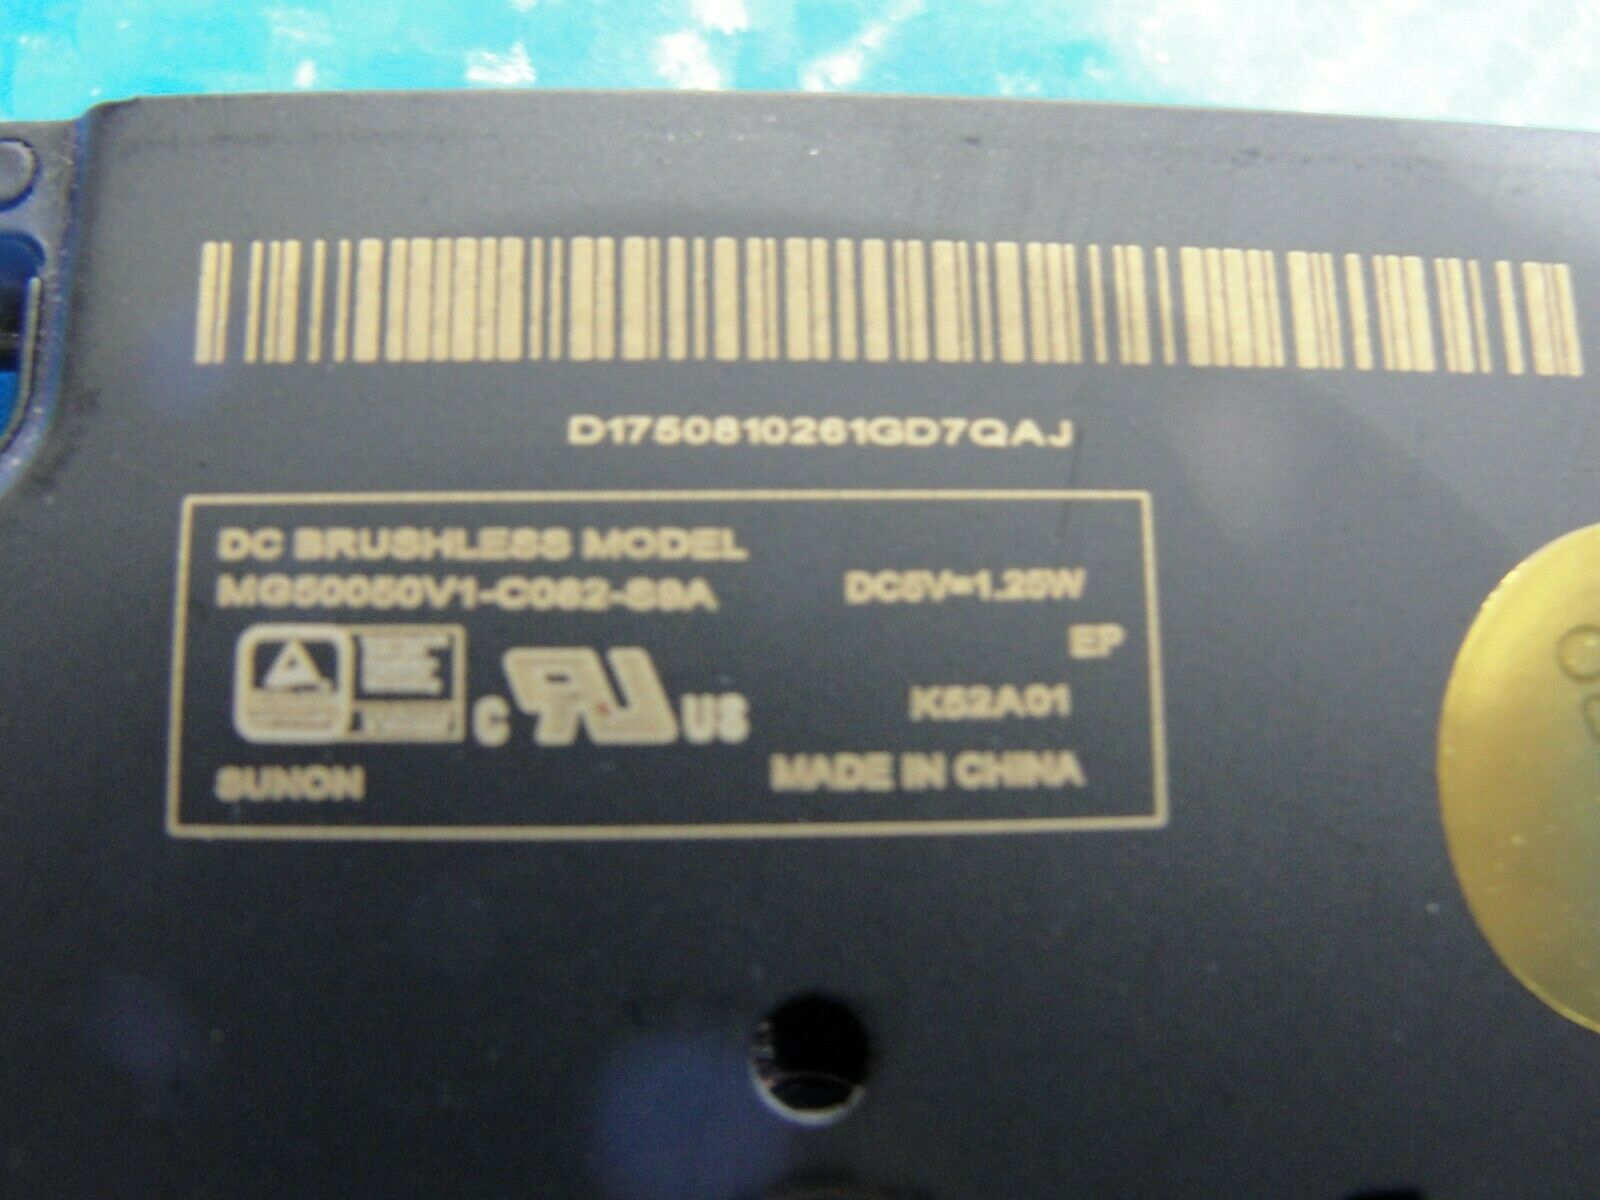 D1750810261GD7QAJ
DC BRUSHLESS MODEL
MG50050V1-C082-S9A
DC5V=1.25W
EP
C US
K52A01
SUNON
MADE IN CHINA